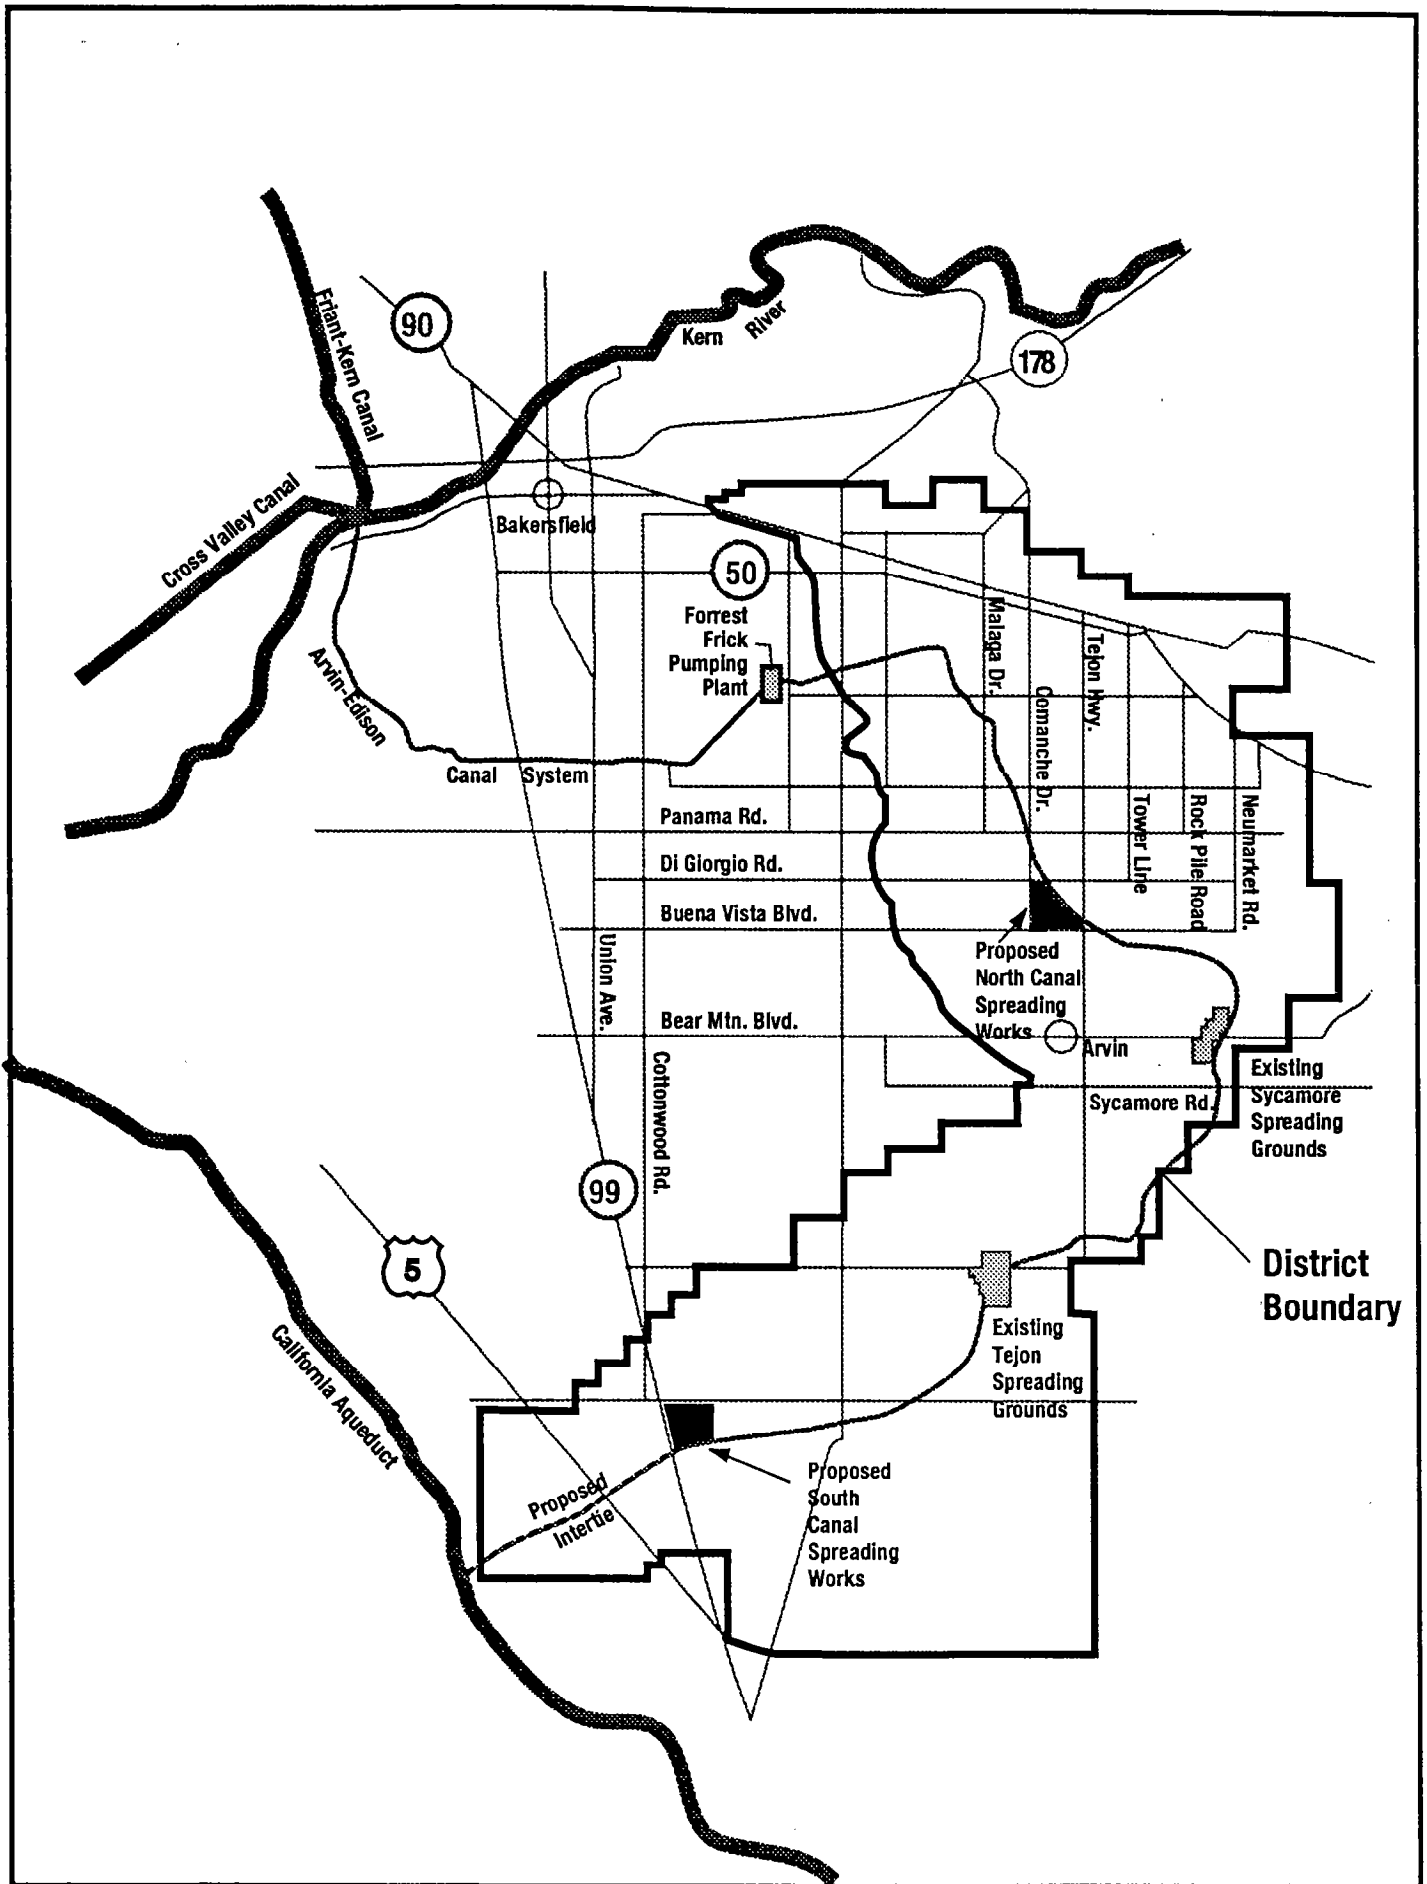 Friant-Kern Canal
90
Kern River
178
Cross Valley Canal
Bakersfield
50
Forrest
Frick
Pumping
Plant
Malaga Dr.
Tejon Hwy.
Arvin-Edison
Canal System
Comanche Dr.
Tower Line
Rock Pile Road
Neumarket Rd.
Panama Rd.
Di Giorgio Rd.
Buena Vista Blvd.
Union Ave.
Proposed
North Canal
Spreading
Works
Bear Mtn. Blvd.
Arvin
Cottonwood Rd.
Existing
Sycamore
Spreading
Grounds
Sycamore Rd.
99
5
District
Boundary
California Aqueduct
Existing
Tejon
Spreading
Grounds
Proposed
Intertie
Proposed
South
Canal
Spreading
Works